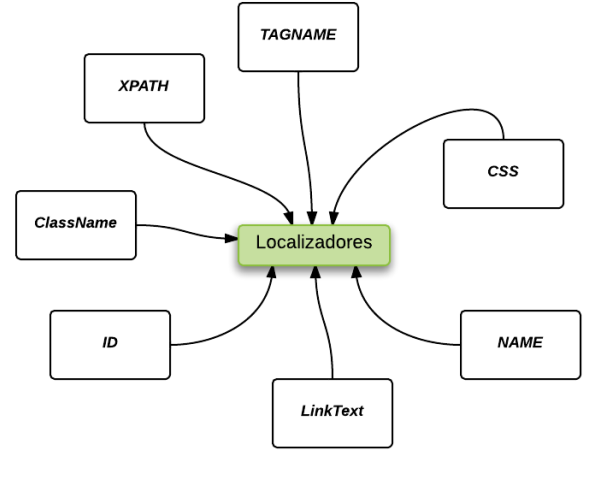 TAGNAME
XPATH
CSS
ClassName
Localizadores
ID
NAME
LinkText